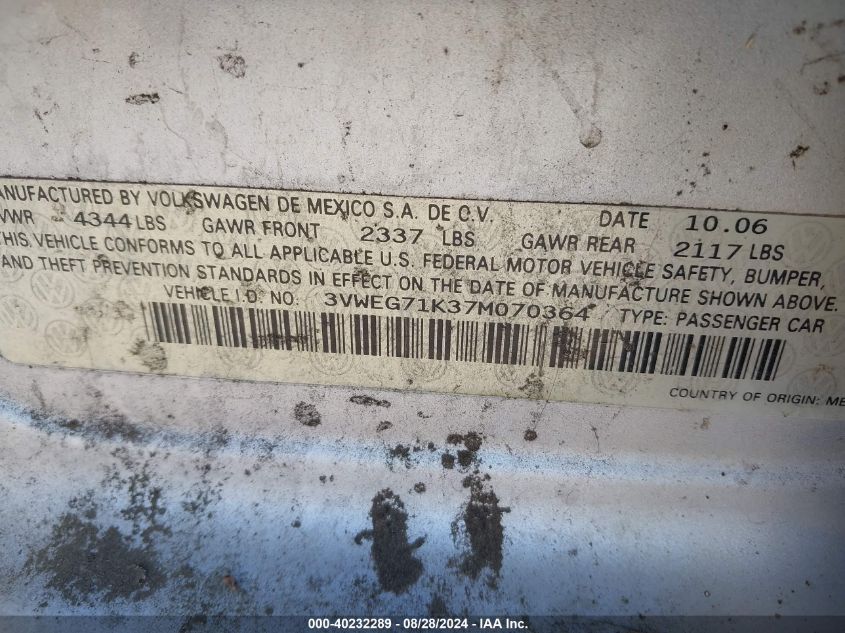 ANUFACTURED BY VOLKSWAGEN DE MEXICO S.A. DE C.V. DATE 10.06
VWR 4344 LBS GAWR FRONT 2337 LBS GAWR REAR 2117 LBS
THIS VEHICLE CONFORMS TO ALL APPLICABLE U.S. FEDERAL MOTOR VEHICLE SAFETY, BUMPER,
AND THEFT PREVENTION STANDARDS IN EFFECT ON THE DATE OF MANUFACTURE SHOWN ABOVE.
VEHICLE I.D. NO. 3VWEG71K37M070364 TYPE: PASSENGER CAR
COUNTRY OF ORIGIN: ME
000-40232289 - 08/28/2024 - IAA Inc.